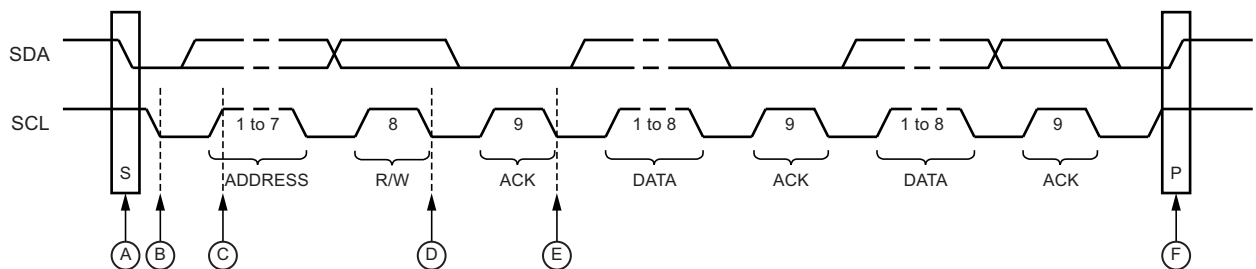 SDA
SCL
1 to 7 8 9 1 to 8 9 1 to 8 9
S P
ADDRESS R/W ACK DATA ACK DATA ACK
A B C D E F